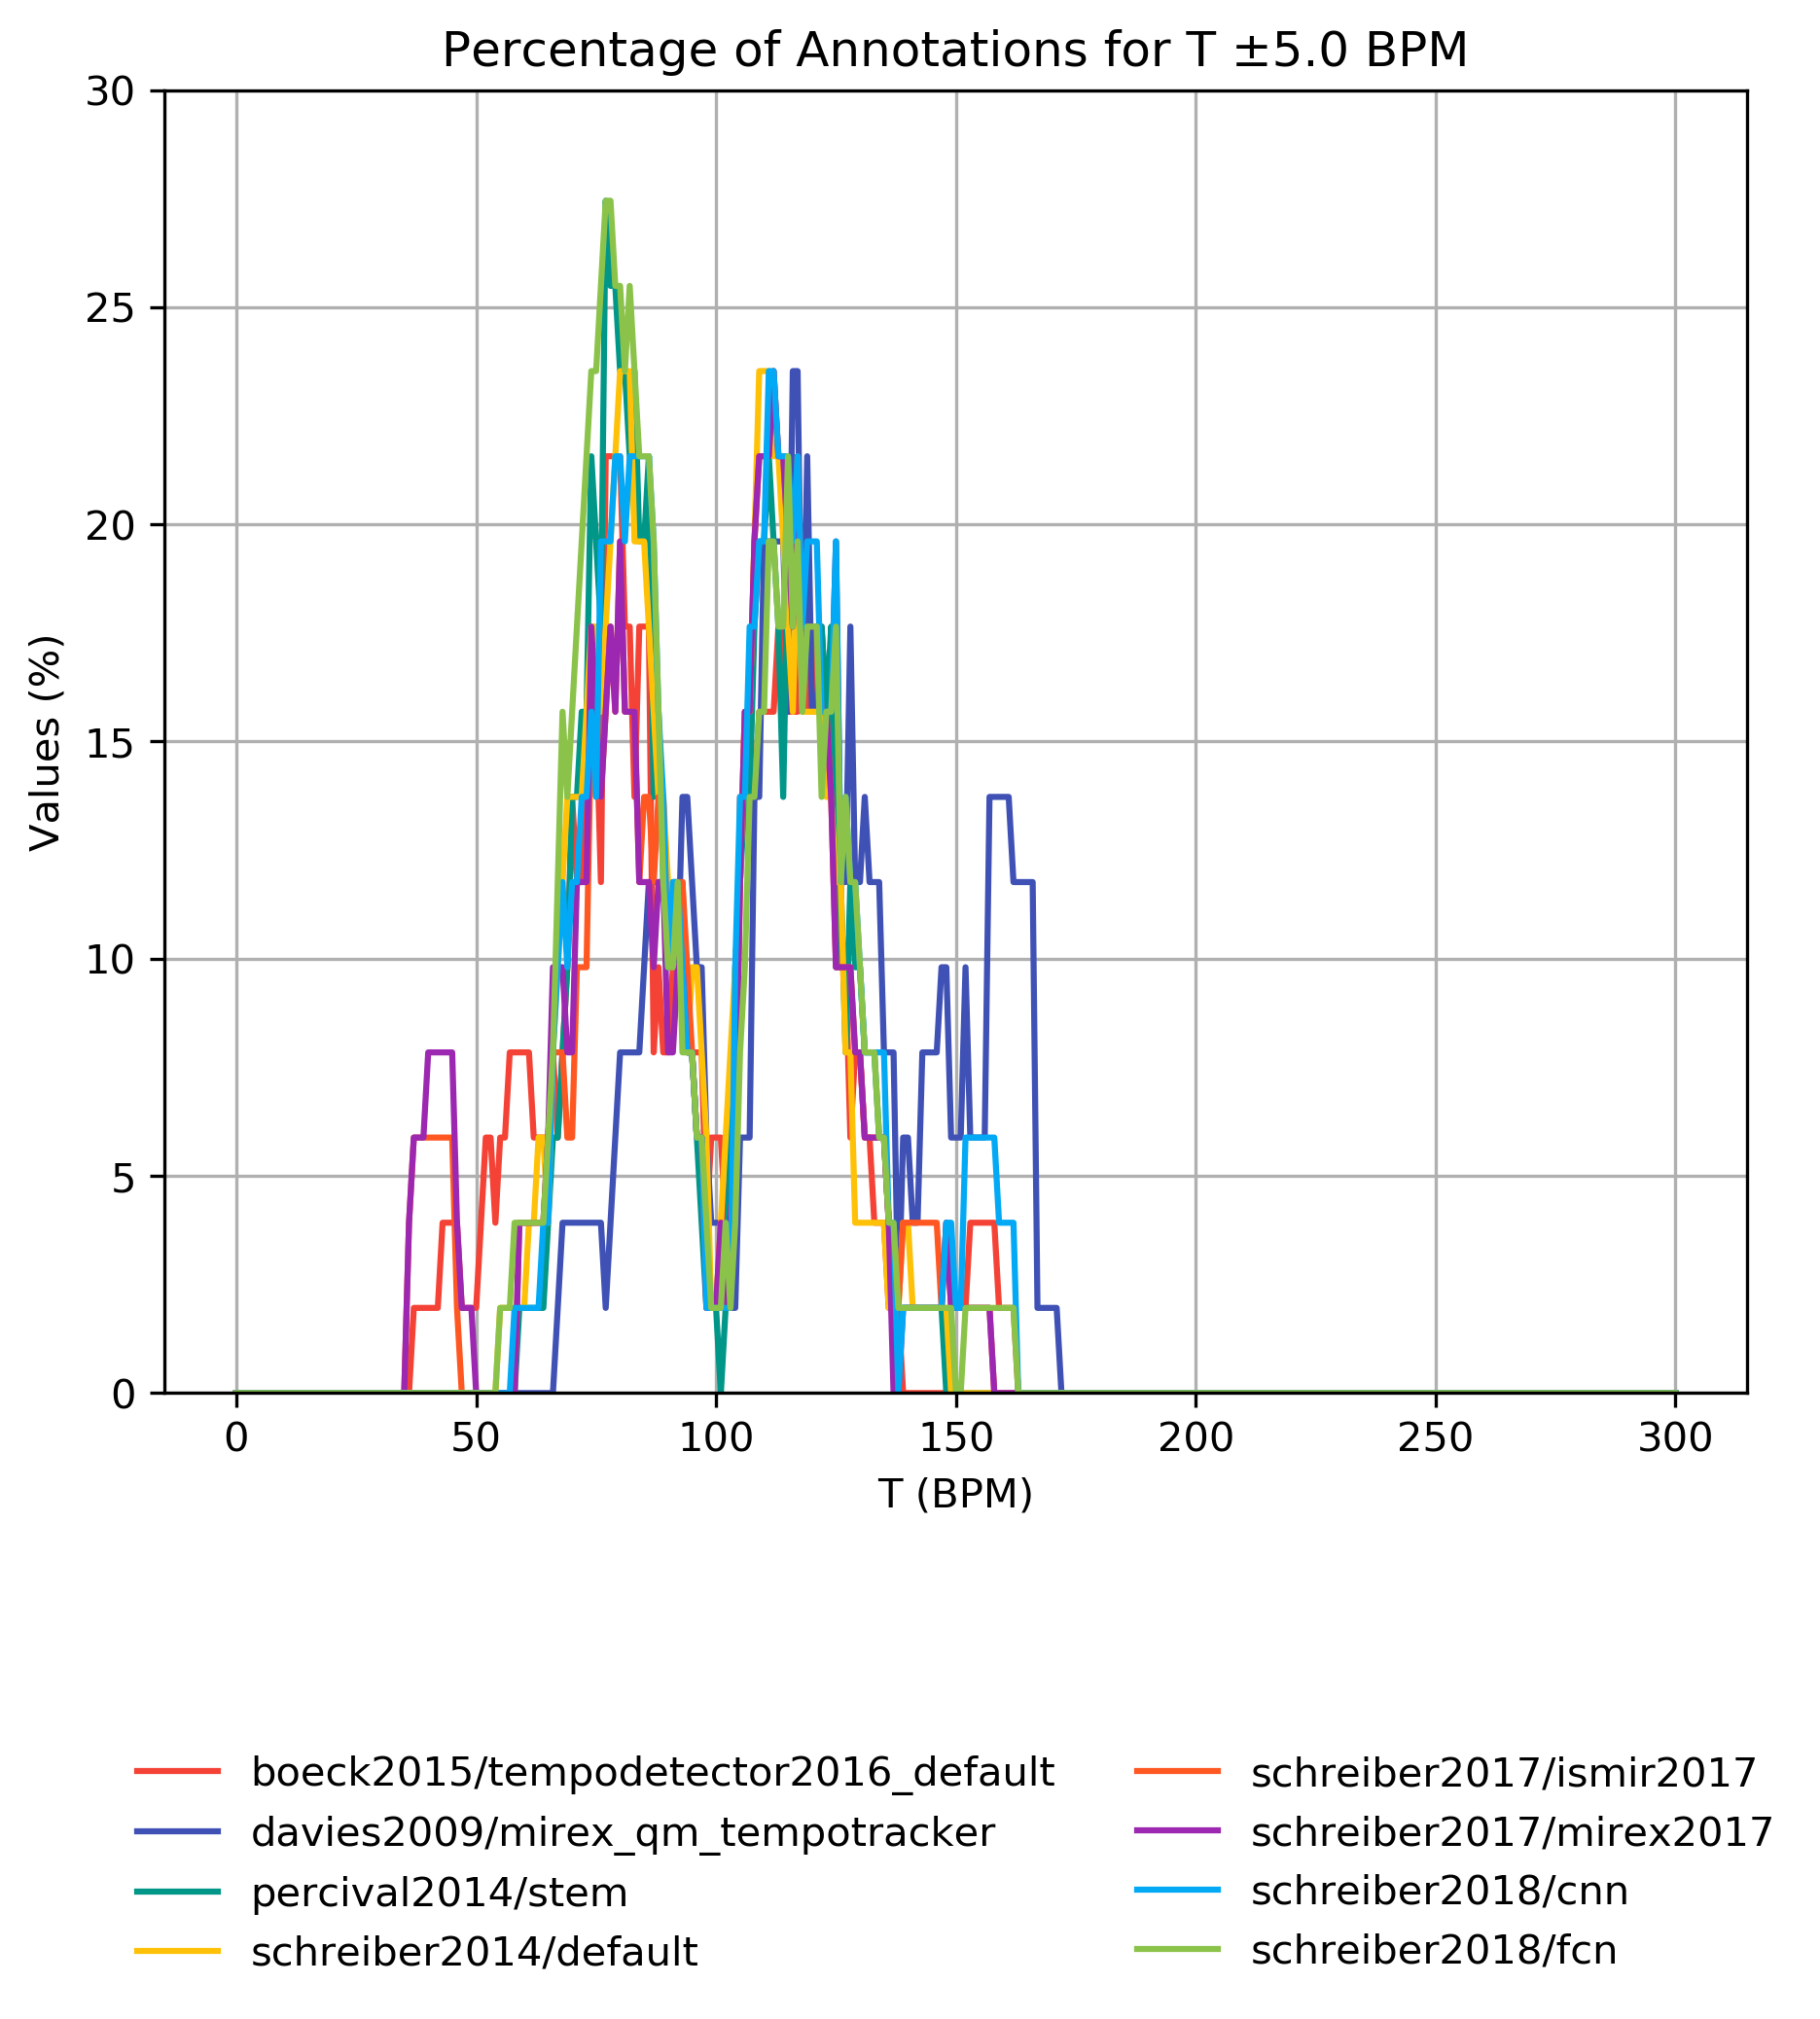 Percentage of Annotations for T ±5.0 BPM
30
25
20
15
10
5
0
Values (%)
0 50 100 150 200 250 300
T (BPM)
boeck2015/tempodetector2016_default
davies2009/mirex_qm_tempotracker
percival2014/stem
schreiber2014/default
schreiber2017/ismir2017
schreiber2017/mirex2017
schreiber2018/cnn
schreiber2018/fcn